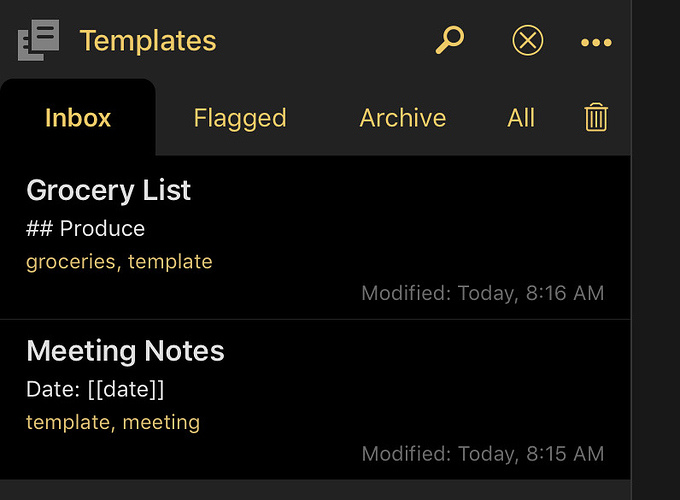 Templates
Inbox Flagged Archive All
Grocery List
## Produce
groceries, template
Modified: Today, 8:16 AM
Meeting Notes
Date: [[date]]
template, meeting
Modified: Today, 8:15 AM